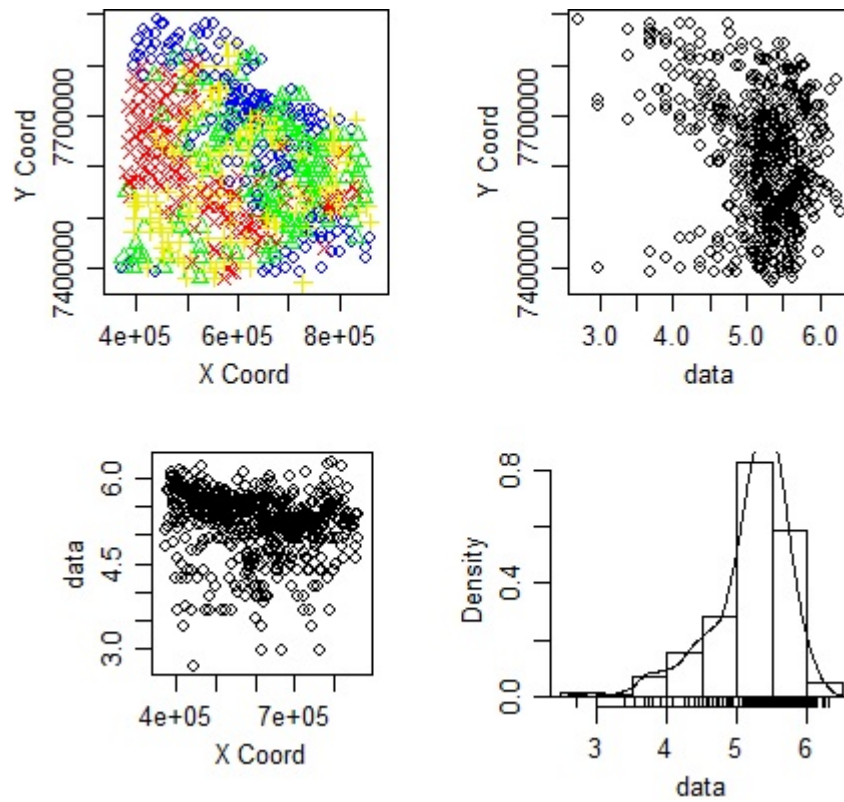 Y Coord
7400000
7700000
4e+05
6e+05
8e+05
X Coord
Y Coord
7400000
7700000
3.0
4.0
5.0
6.0
data
data
3.0
4.5
6.0
4e+05
7e+05
X Coord
Density
0.0
0.4
0.8
3
4
5
6
data